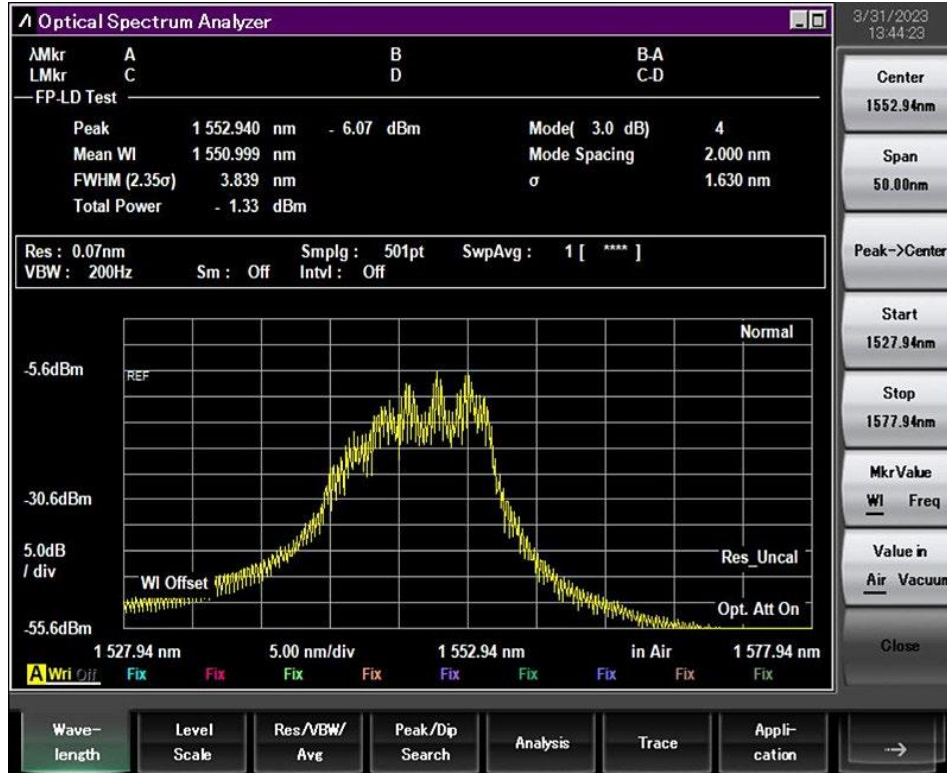 Optical Spectrum Analyzer
3/31/2023
13:44:23
λMkr A B B-A
LMkr C D C-D
FP-LD Test
Peak 1 552.940 nm - 6.07 dBm Mode( 3.0 dB) 4
Mean Wl 1 550.999 nm Mode Spacing 2.000 nm
FWHM (2.35σ) 3.839 nm σ 1.630 nm
Total Power - 1.33 dBm
Res : 0.07nm Smplg : 501pt SwpAvg : 1 [ **** ]
VBW : 200Hz Sm : Off Intvl : Off
Normal
-5.6dBm
REF
-30.6dBm
5.0dB
/ div
Res_Uncal
Wl Offset
Opt. Att On
-55.6dBm
1 527.94 nm 5.00 nm/div 1 552.94 nm in Air 1 577.94 nm
A Wri Off Fix Fix Fix Fix Fix Fix Fix Fix Fix
Center
1552.94nm
Span
50.00nm
Peak->Center
Start
1527.94nm
Stop
1577.94nm
MkrValue
Wl Freq
Value in
Air Vacuum
Close
Wave-
length
Level
Scale
Res/VBW/
Avg
Peak/Dip
Search
Analysis
Trace
Appli-
cation
→